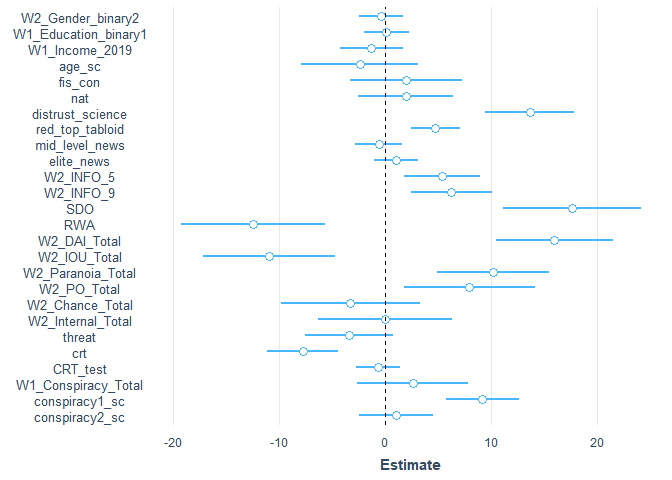 W2_Gender_binary2
W1_Education_binary1
W1_Income_2019
age_sc
fis_con
nat
distrust_science
red_top_tabloid
mid_level_news
elite_news
W2_INFO_5
W2_INFO_9
SDO
RWA
W2_DAI_Total
W2_IOU_Total
W2_Paranoia_Total
W2_PO_Total
W2_Chance_Total
W2_Internal_Total
threat
crt
CRT_test
W1_Conspiracy_Total
conspiracy1_sc
conspiracy2_sc
-20 -10 0 10 20
Estimate